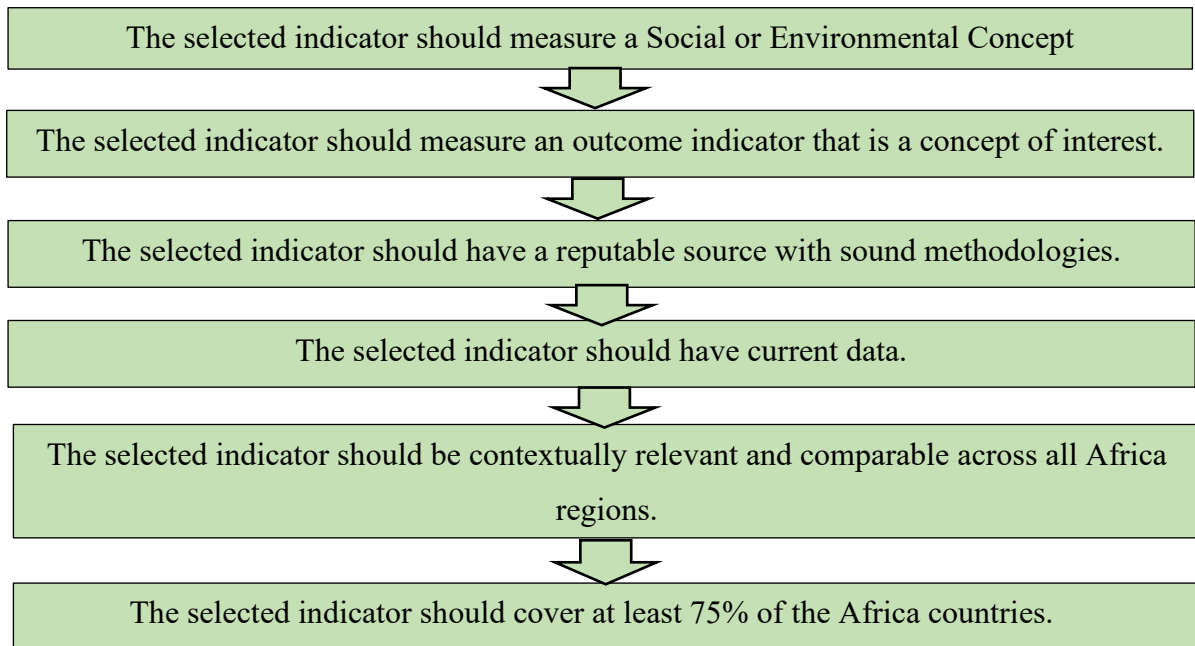 The selected indicator should measure a Social or Environmental Concept
The selected indicator should measure an outcome indicator that is a concept of interest.
The selected indicator should have a reputable source with sound methodologies.
The selected indicator should have current data.
The selected indicator should be contextually relevant and comparable across all Africa
regions.
The selected indicator should cover at least 75% of the Africa countries.